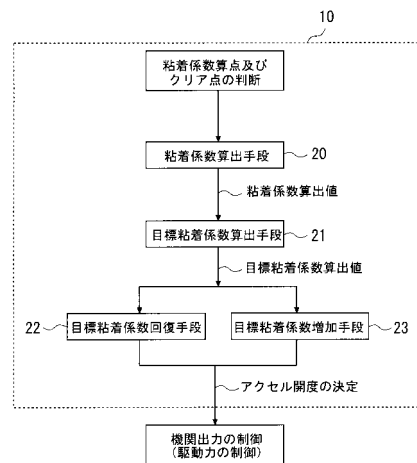 10
粘着係数算点及び
クリア点の判断
粘着係数算出手段
20
粘着係数算出値
目標粘着係数算出手段
21
目標粘着係数算出値
22
目標粘着係数回復手段
目標粘着係数増加手段
23
アクセル開度の決定
機関出力の制御
(駆動力の制御)